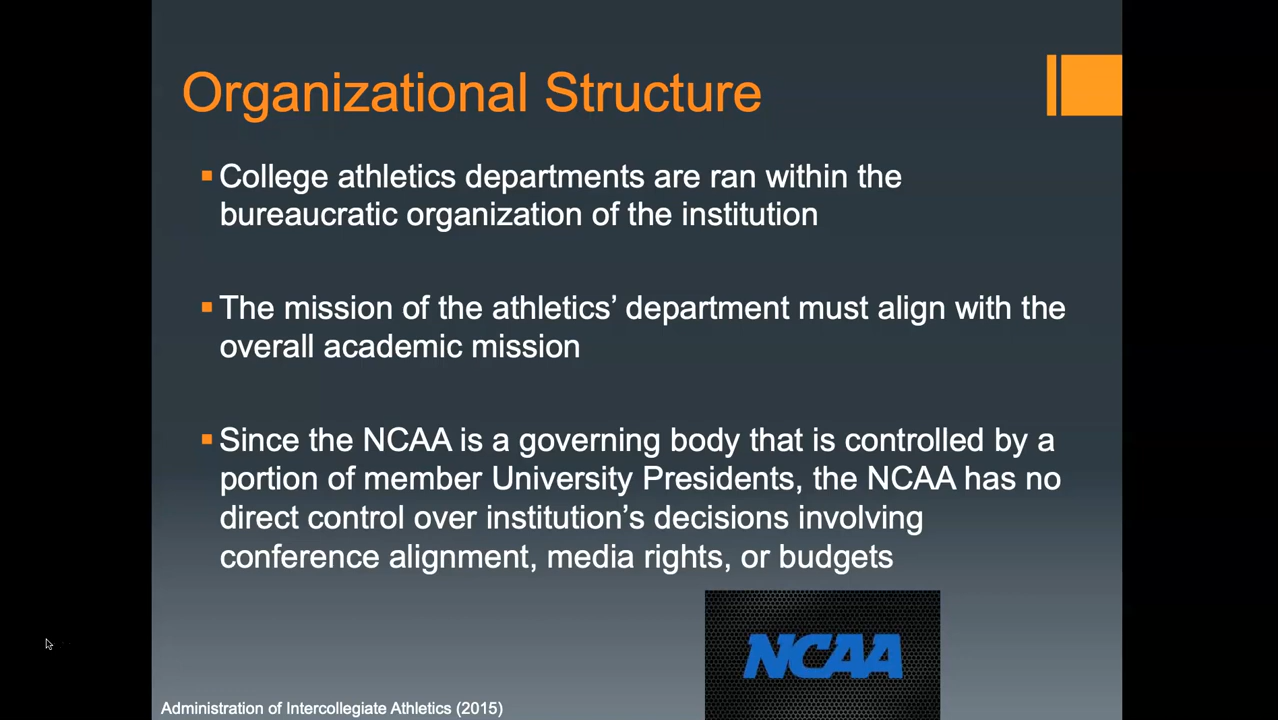 Organizational Structure
College athletics departments are ran within the
bureaucratic organization of the institution
The mission of the athletics’ department must align with the
overall academic mission
Since the NCAA is a governing body that is controlled by a
portion of member University Presidents, the NCAA has no
direct control over institution’s decisions involving
conference alignment, media rights, or budgets
NCAA
Administration of Intercollegiate Athletics (2015)